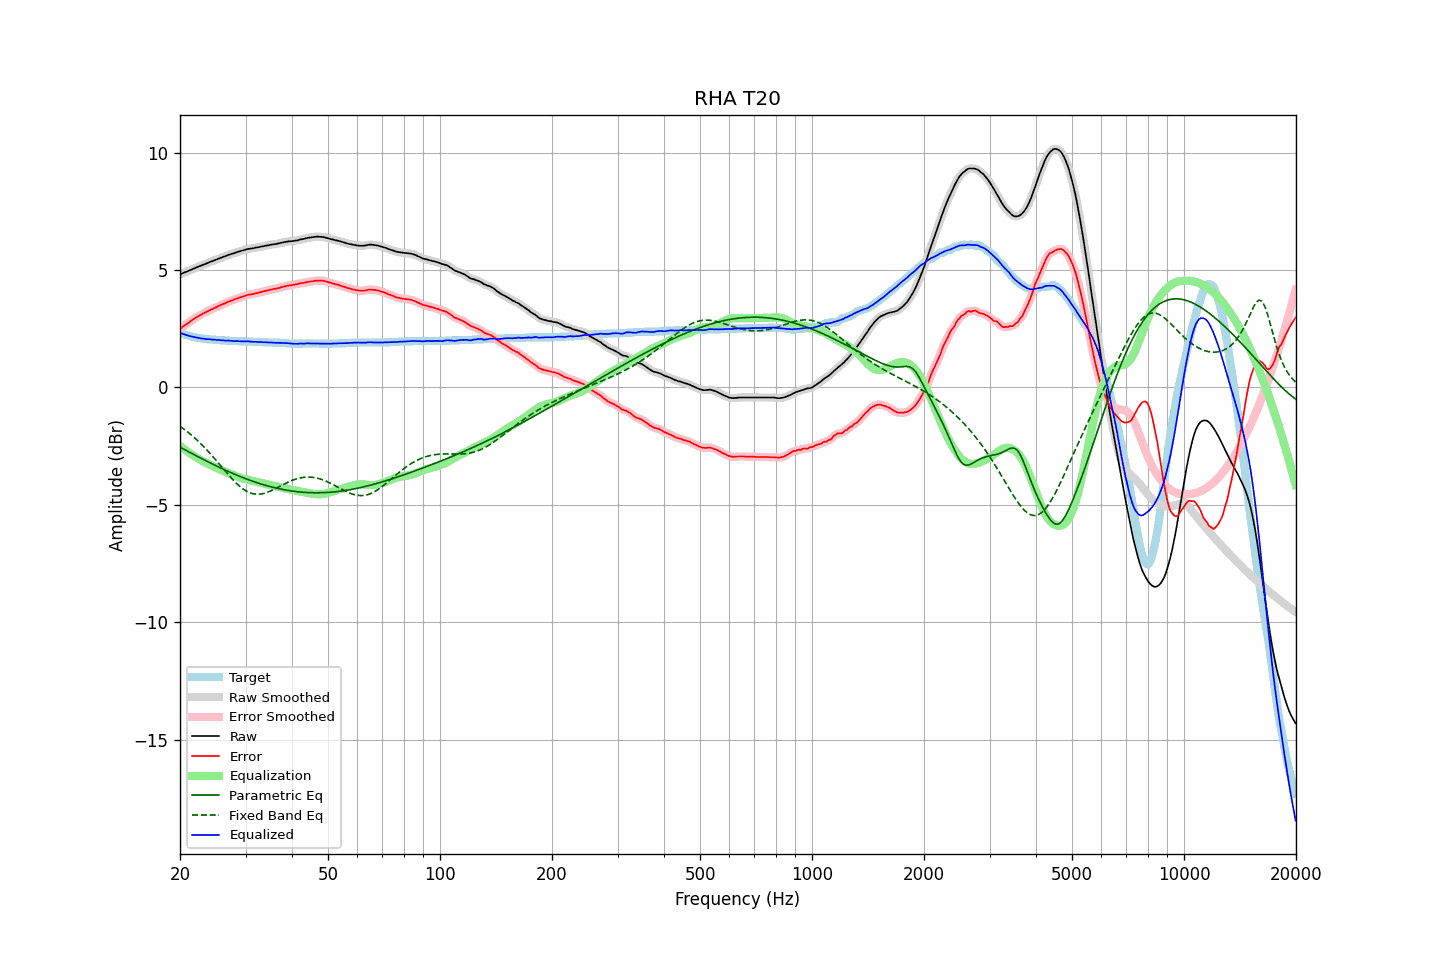 RHA T20
Amplitude (dBr)
10
5
0
−5
−10
−15
Target
Raw Smoothed
Error Smoothed
Raw
Error
Equalization
Parametric Eq
Fixed Band Eq
Equalized
20 50 100 200 500 1000 2000 5000 10000 20000
Frequency (Hz)